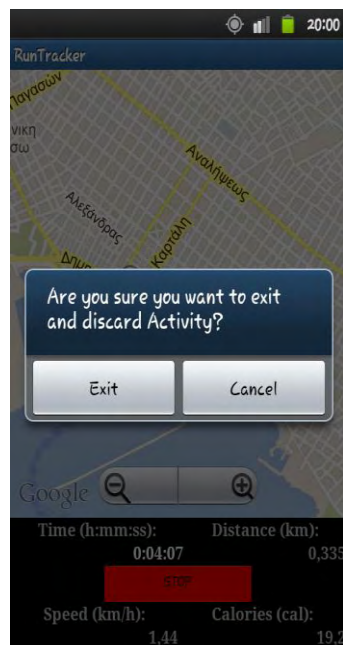 20:00
RunTracker
Παγασών
νικη
σω
Αναλήψεως
Αλεξάνδρας
Καρτάλη
Δημ
Are you sure you want to exit
and discard Activity?
Exit Cancel
Google
Time (h:mm:ss): Distance (km):
0:04:07 0,335
STOP
Speed (km/h): Calories (cal):
1,44 19,2